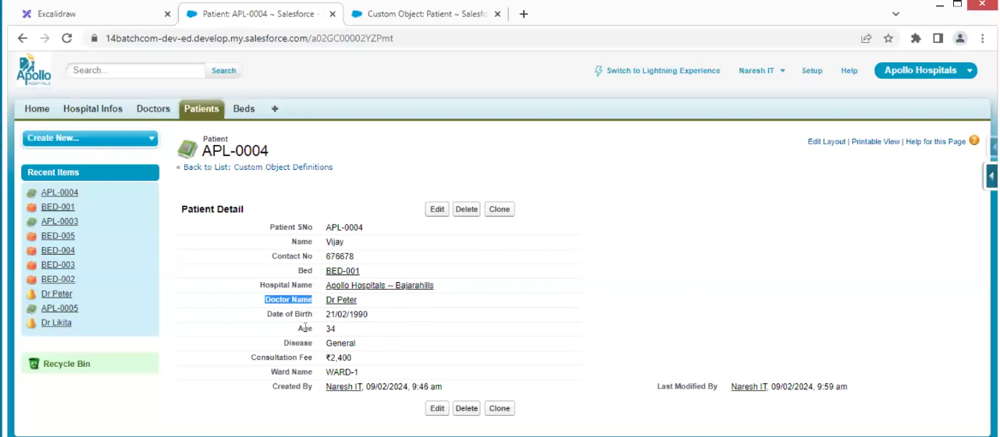 Excalidraw
Patient: APL-0004 ~ Salesforce -
Custom Object: Patient ~ Salesfo
14batchcom-dev-ed.develop.my.salesforce.com/a02GC00002YZPmt
Apollo
HOSPITALS
Search...
Search
Switch to Lightning Experience
Naresh IT
Setup
Help
Apollo Hospitals
Home
Hospital Infos
Doctors
Patients
Beds
+
Create New...
Recent Items
APL-0004
BED-001
APL-0003
BED-005
BED-004
BED-003
BED-002
Dr Peter
APL-0005
Dr Likita
Recycle Bin
Patient
APL-0004
« Back to List: Custom Object Definitions
Edit Layout | Printable View | Help for this Page ?
Patient Detail
Edit Delete Clone
Patient SNo APL-0004
Name Vijay
Contact No 676678
Bed BED-001
Hospital Name Apollo Hospitals -- Bajarahills
Doctor Name Dr Peter
Date of Birth 21/02/1990
Age 34
Disease General
Consultation Fee ₹2,400
Ward Name WARD-1
Created By Naresh IT, 09/02/2024, 9:46 am
Last Modified By Naresh IT, 09/02/2024, 9:59 am
Edit Delete Clone